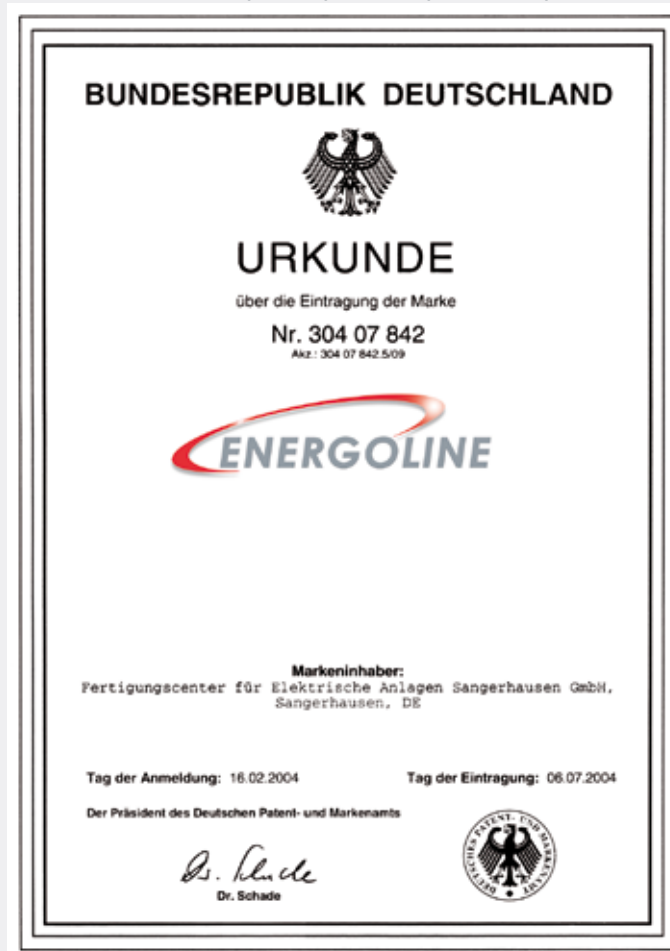 BUNDESREPUBLIK DEUTSCHLAND
URKUNDE
über die Eintragung der Marke
Nr. 304 07 842
Akz.: 304 07 842.5/09
ENERGOLINE
Markeninhaber:
Fertigungscenter für Elektrische Anlagen Sangerhausen GmbH,
Sangerhausen, DE
Tag der Anmeldung: 16.02.2004 Tag der Eintragung: 06.07.2004
Der Präsident des Deutschen Patent- und Markenamts
Dr. Schade
Dr. Schade
DEUTSCHES PATENT- UND MARKENAMT